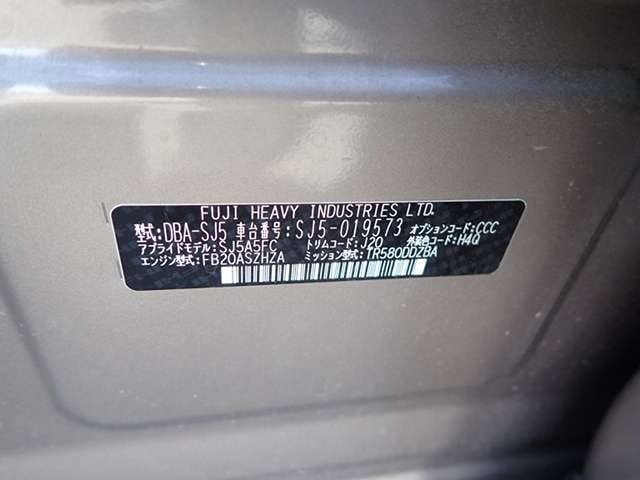 FUJI HEAVY INDUSTRIES LTD.
型式:DBA-SJ5 車台番号:SJ5-019573 オプションコード:CCC
アプライドモデル:SJ5A5FC トリムコード:J20 外装色コード:H4Q
エンジン型式:FB20ASZHZA ミッション型式:TR580DDZBA